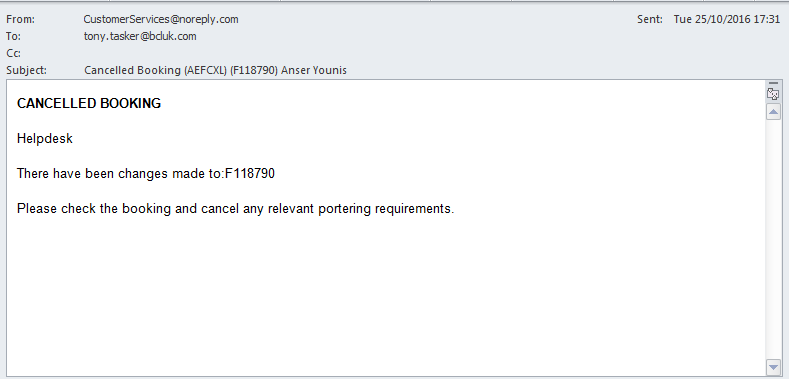 From: CustomerServices@noreply.com Sent: Tue 25/10/2016 17:31
To: tony.tasker@bcluk.com
Cc:
Subject: Cancelled Booking (AEFCXL) (F118790) Anser Younis
CANCELLED BOOKING
Helpdesk
There have been changes made to:F118790
Please check the booking and cancel any relevant portering requirements.